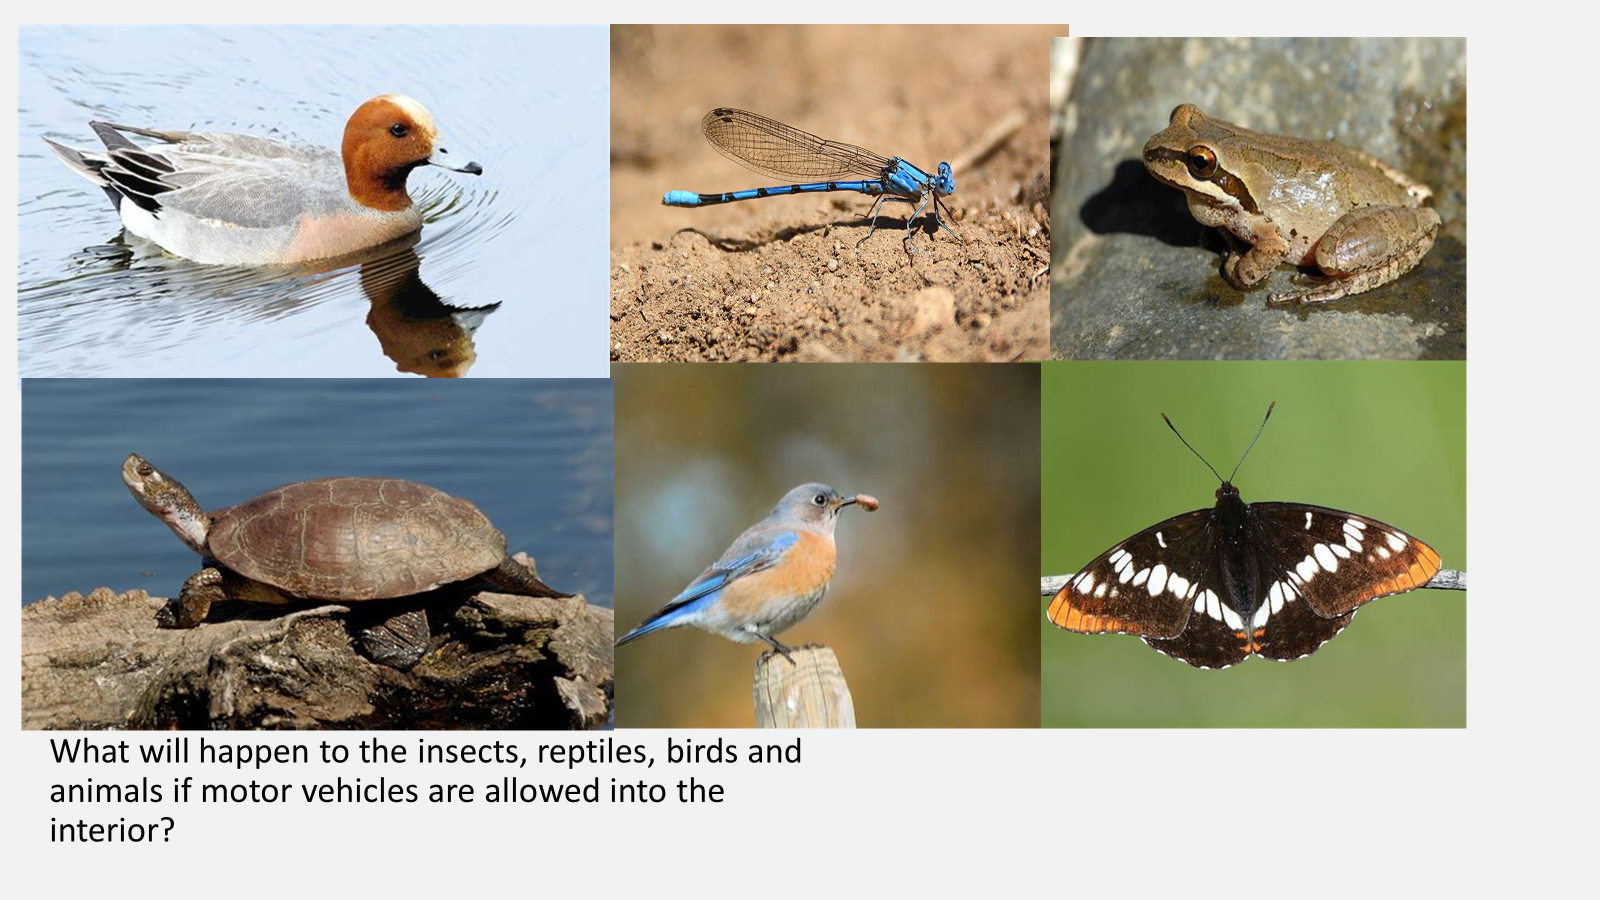 What will happen to the insects, reptiles, birds and
animals if motor vehicles are allowed into the
interior?